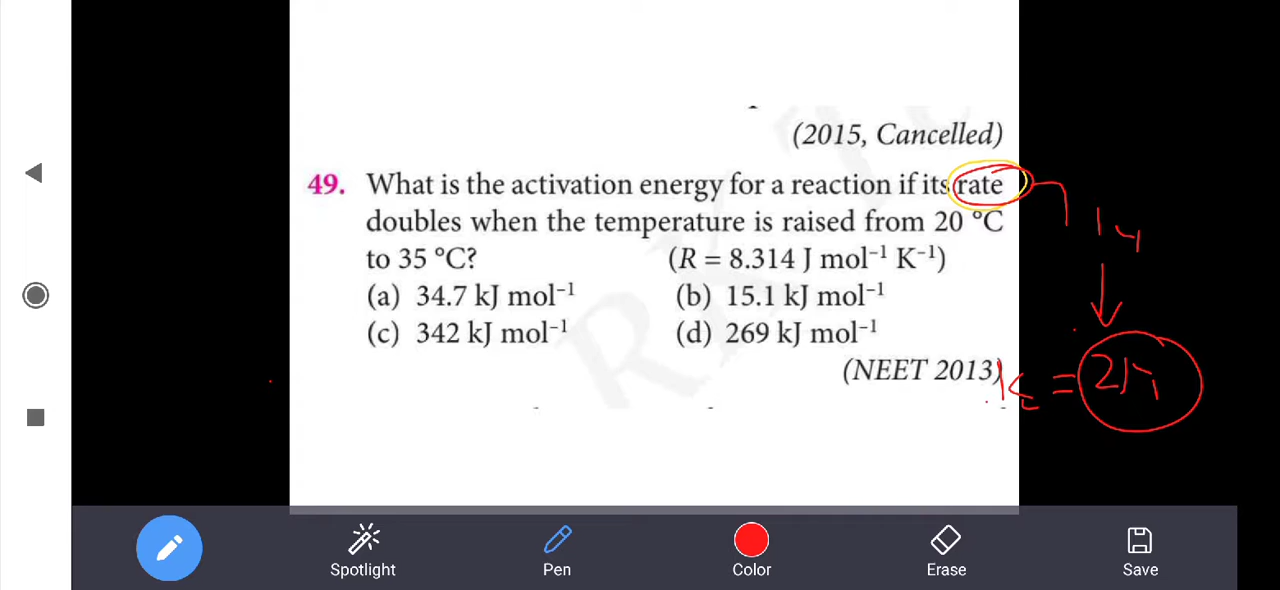 (2015, Cancelled)
49. What is the activation energy for a reaction if its rate
doubles when the temperature is raised from 20 °C
to 35 °C? (R = 8.314 J mol⁻¹ K⁻¹)
(a) 34.7 kJ mol⁻¹ (b) 15.1 kJ mol⁻¹
(c) 342 kJ mol⁻¹ (d) 269 kJ mol⁻¹
(NEET 2013)
Spotlight Pen Color Erase Save